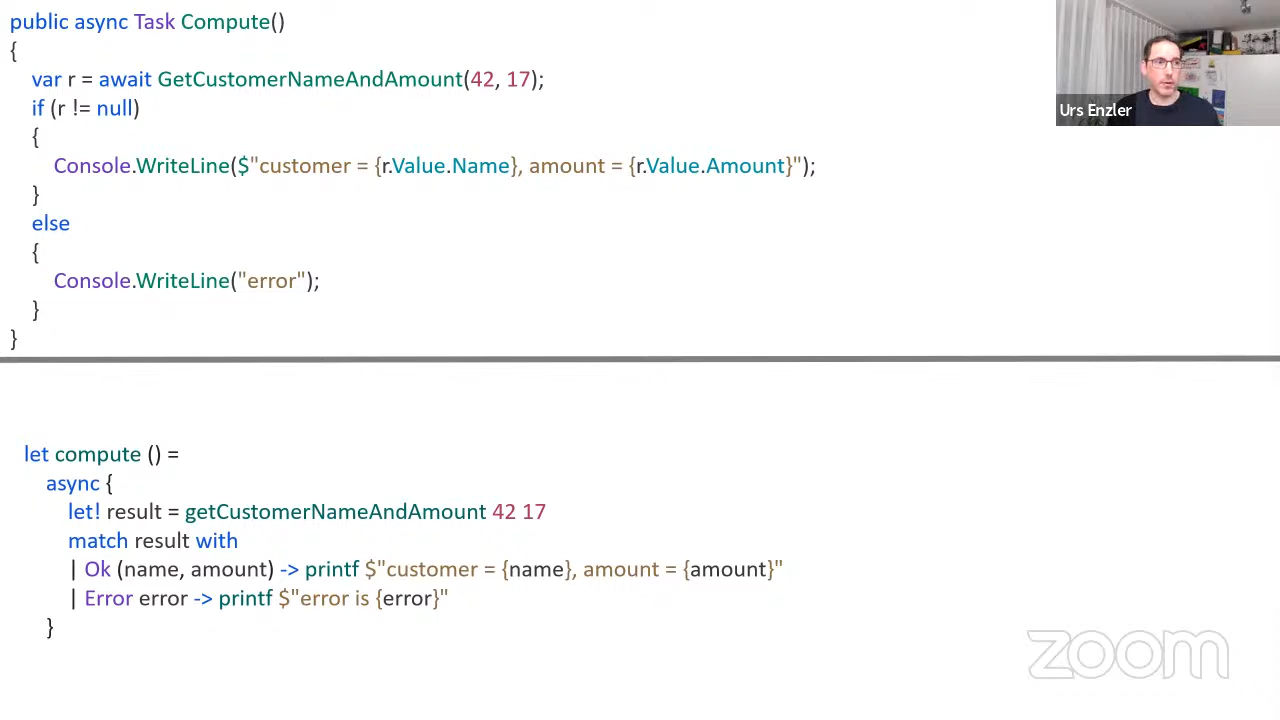 public async Task Compute()
{
var r = await GetCustomerNameAndAmount(42, 17);
if (r != null)
{
Console.WriteLine($"customer = {r.Value.Name}, amount = {r.Value.Amount}");
}
else
{
Console.WriteLine("error");
}
}
Urs Enzler
let compute () =
async {
let! result = getCustomerNameAndAmount 42 17
match result with
| Ok (name, amount) -> printf $"customer = {name}, amount = {amount}"
| Error error -> printf $"error is {error}"
}
zoom